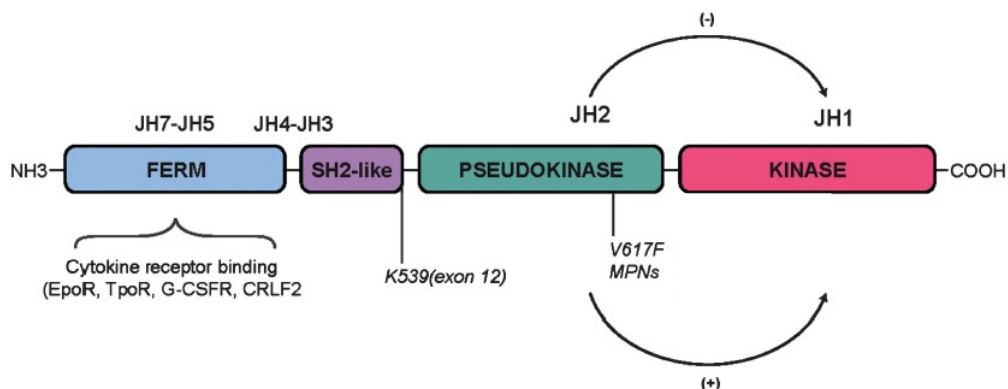 (-)
JH7-JH5
JH4-JH3
JH2
JH1
NH3
FERM
SH2-like
PSEUDOKINASE
KINASE
COOH
Cytokine receptor binding
(EpoR, TpoR, G-CSFR, CRLF2
K539(exon 12)
V617F
MPNs
(+)